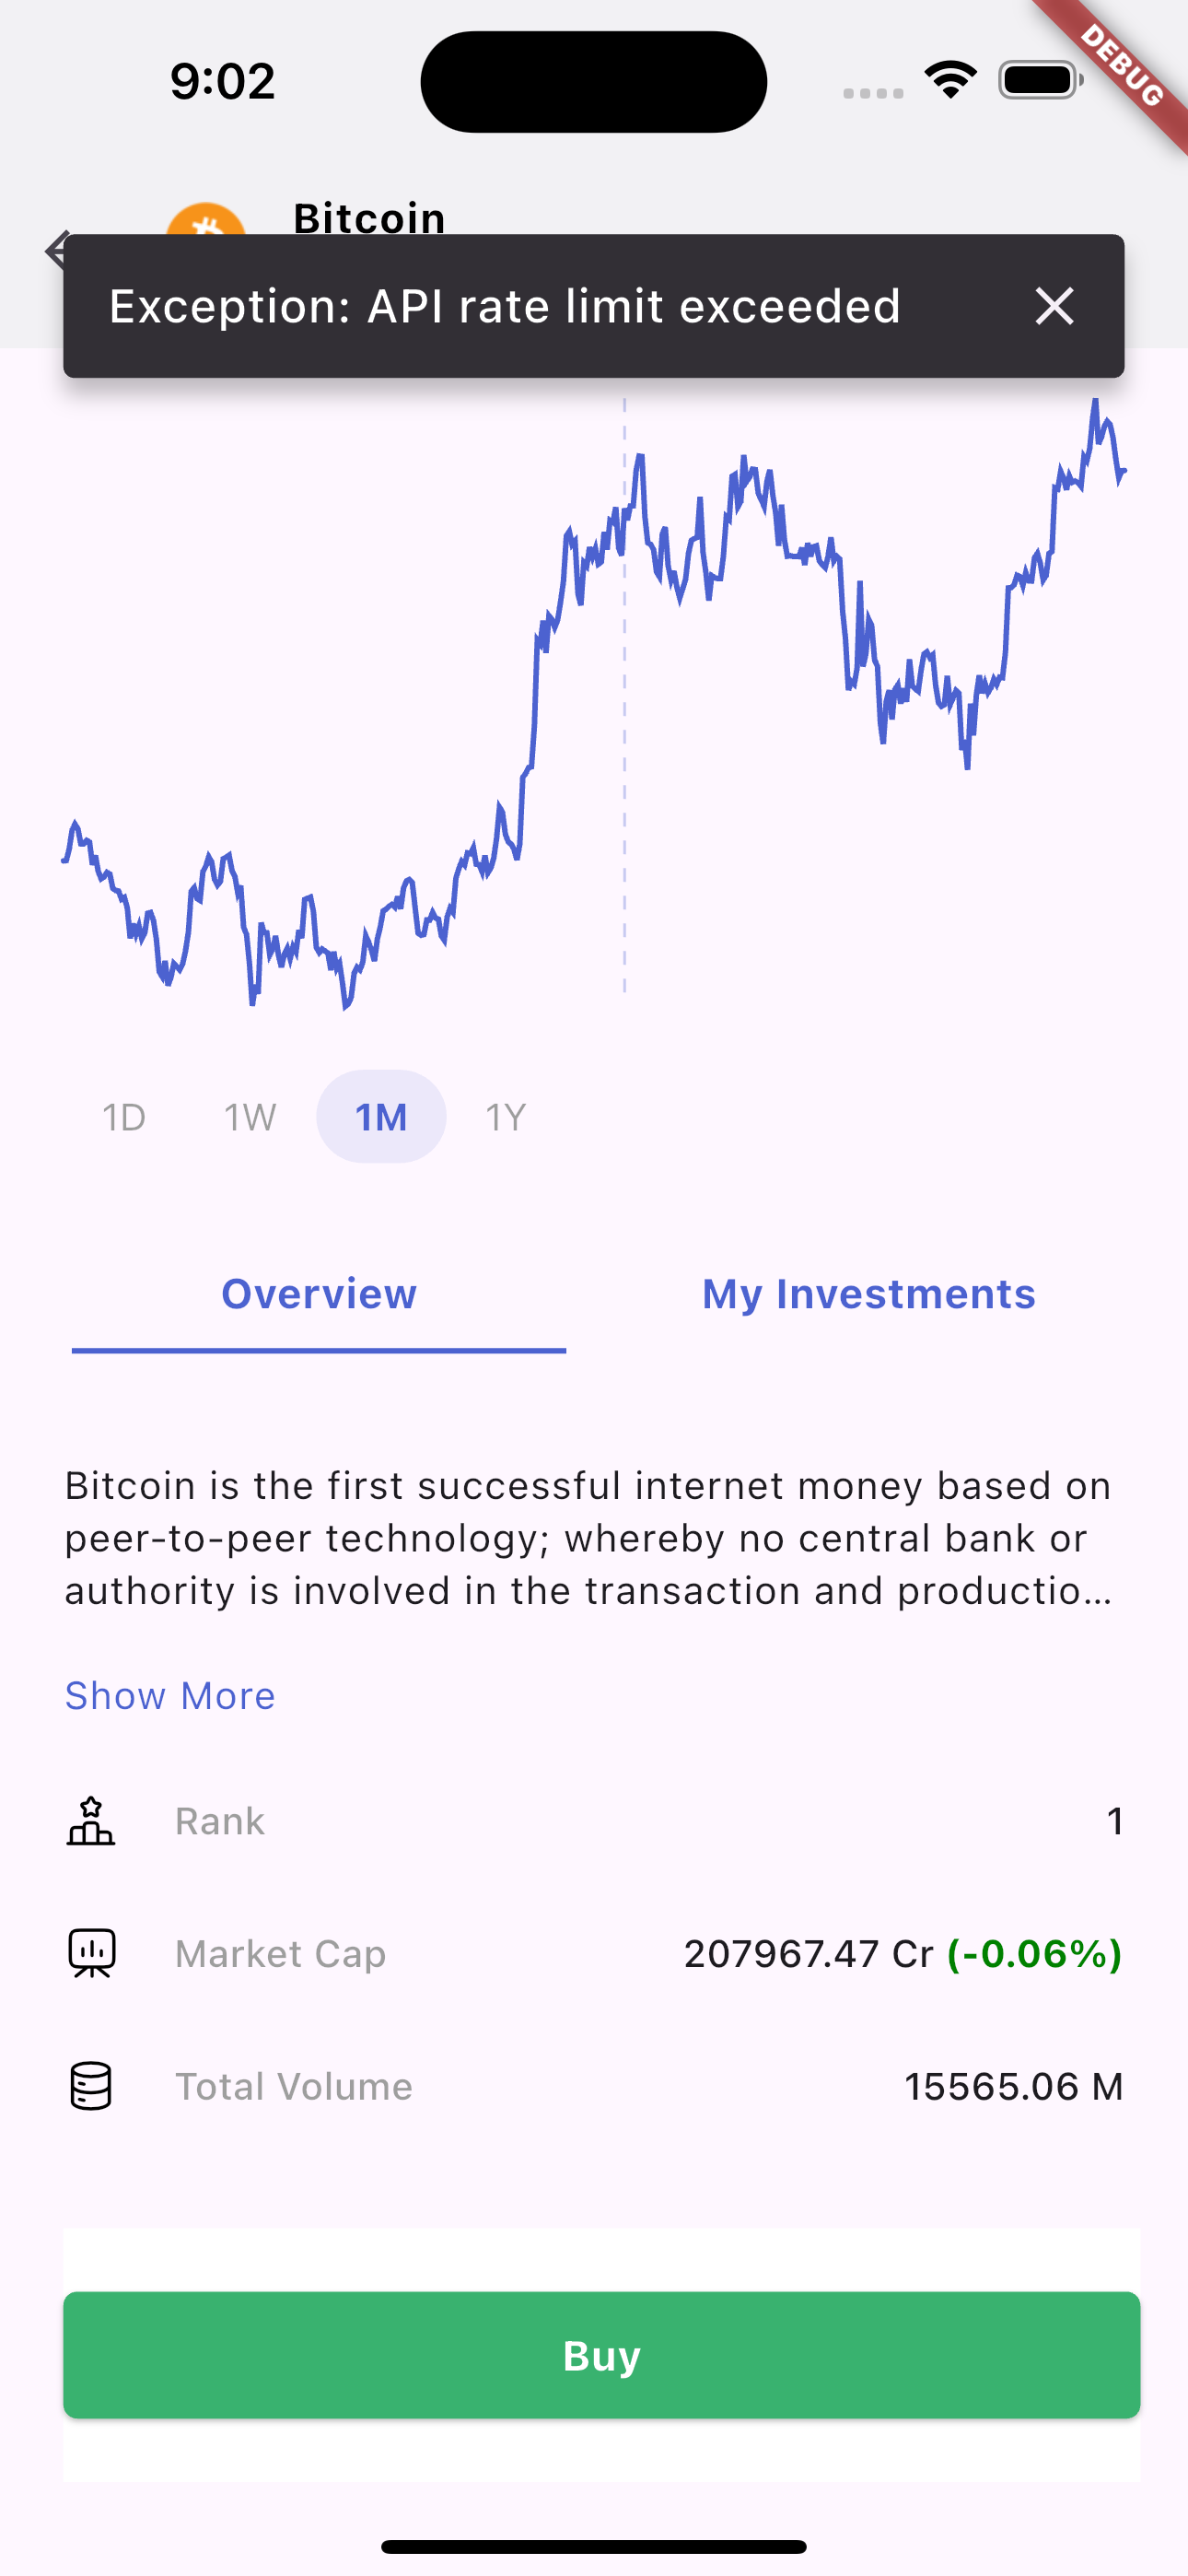 9:02
DEBUG
Bitcoin
Exception: API rate limit exceeded
1D 1W 1M 1Y
Overview My Investments
Bitcoin is the first successful internet money based on
peer-to-peer technology; whereby no central bank or
authority is involved in the transaction and productio...
Show More
Rank 1
Market Cap 207967.47 Cr (-0.06%)
Total Volume 15565.06 M
Buy